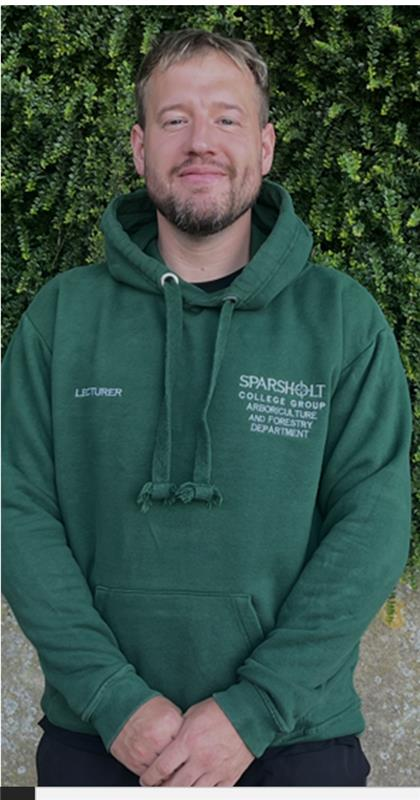 LECTURER
SPARSHOLT
COLLEGE GROUP
ARBORICULTURE
AND FORESTRY
DEPARTMENT